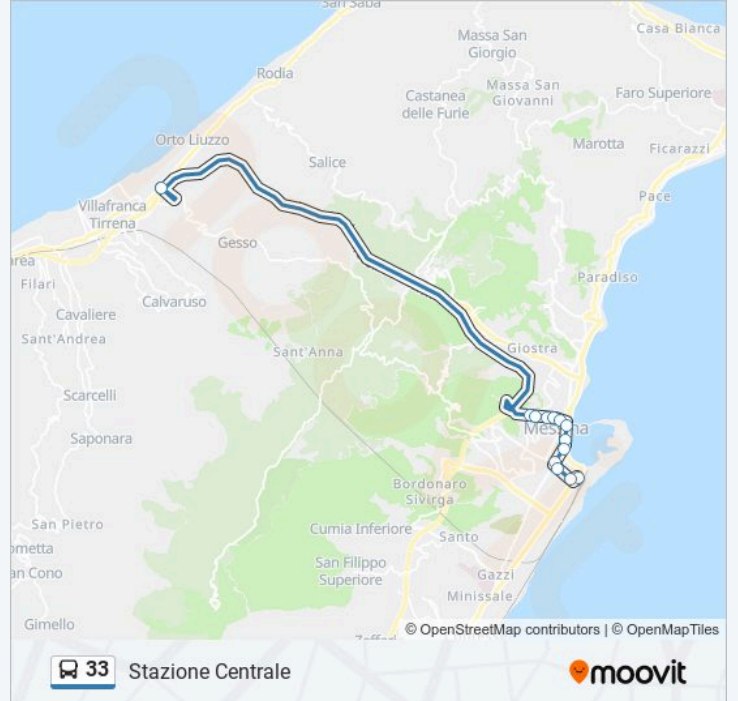 San Saba
Casa Bianca
Massa San
Giorgio
Rodia
Massa San
Giovanni
Castanea
delle Furie
Faro Superiore
Orto Liuzzo
Marotta
Ficarazzi
Salice
Pace
Villafranca
Tirrena
Gesso
area
Paradiso
Filari
Calvaruso
Cavaliere
Sant'Andrea
Sant'Anna
Giostra
Scarcelli
Saponara
Messina
Bordonaro
Sivirga
San Pietro
Cumia Inferiore
Santo
ometta
an Cono
San Filippo
Superiore
Gazzi
Minissale
Gimello
© OpenStreetMap contributors | © OpenMapTiles
33 Stazione Centrale
moovit